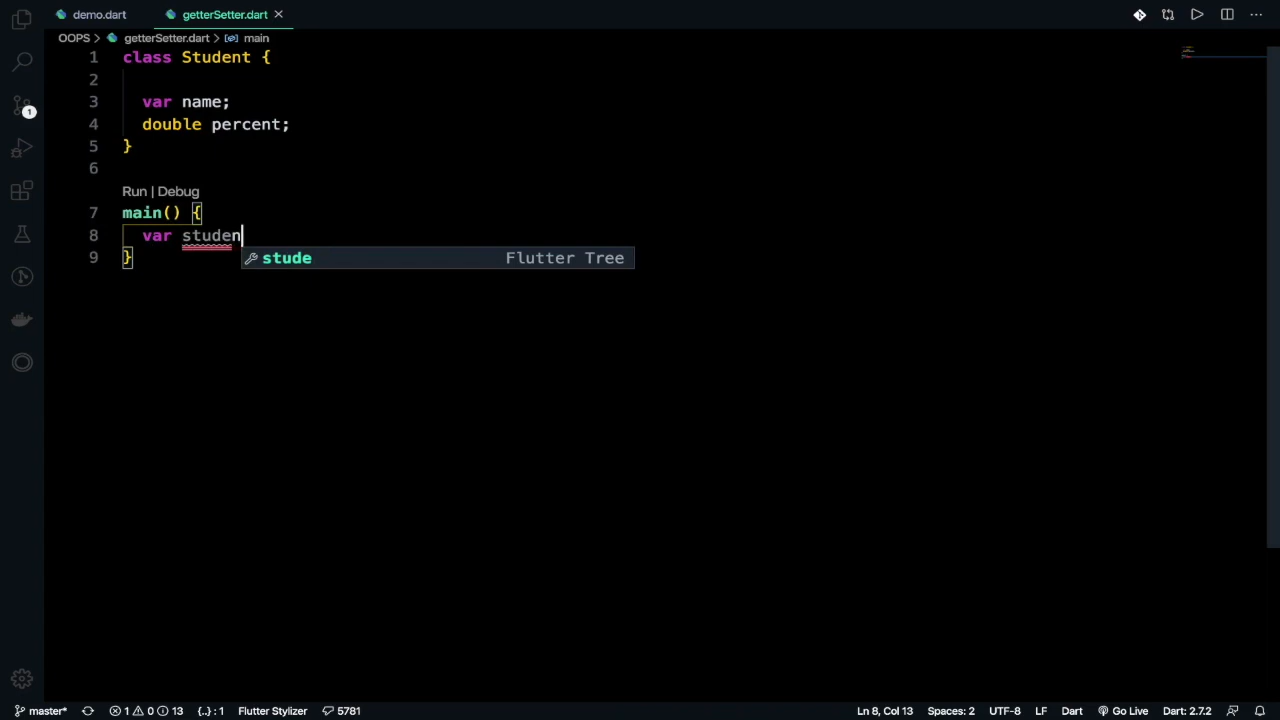 demo.dart getterSetter.dart
OOPS > getterSetter.dart > main
1 class Student {
2
3 var name;
4 double percent;
5 }
6
Run | Debug
7 main() {
8 var studen
stude Flutter Tree
9 }
1
master* 1 0 13 {..} : 1 Flutter Stylizer 5781 Ln 8, Col 13 Spaces: 2 UTF-8 LF Dart Go Live Dart: 2.7.2